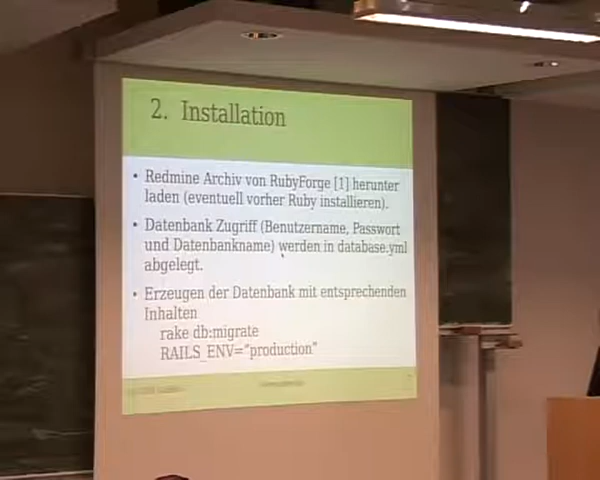 2. Installation
• Redmine Archiv von RubyForge [1] herunter
laden (eventuell vorher Ruby installieren).
• Datenbank Zugriff (Benutzername, Passwort
und Datenbankname) werden in database.yml
abgelegt.
• Erzeugen der Datenbank mit entsprechenden
Inhalten
rake db:migrate
RAILS_ENV="production"